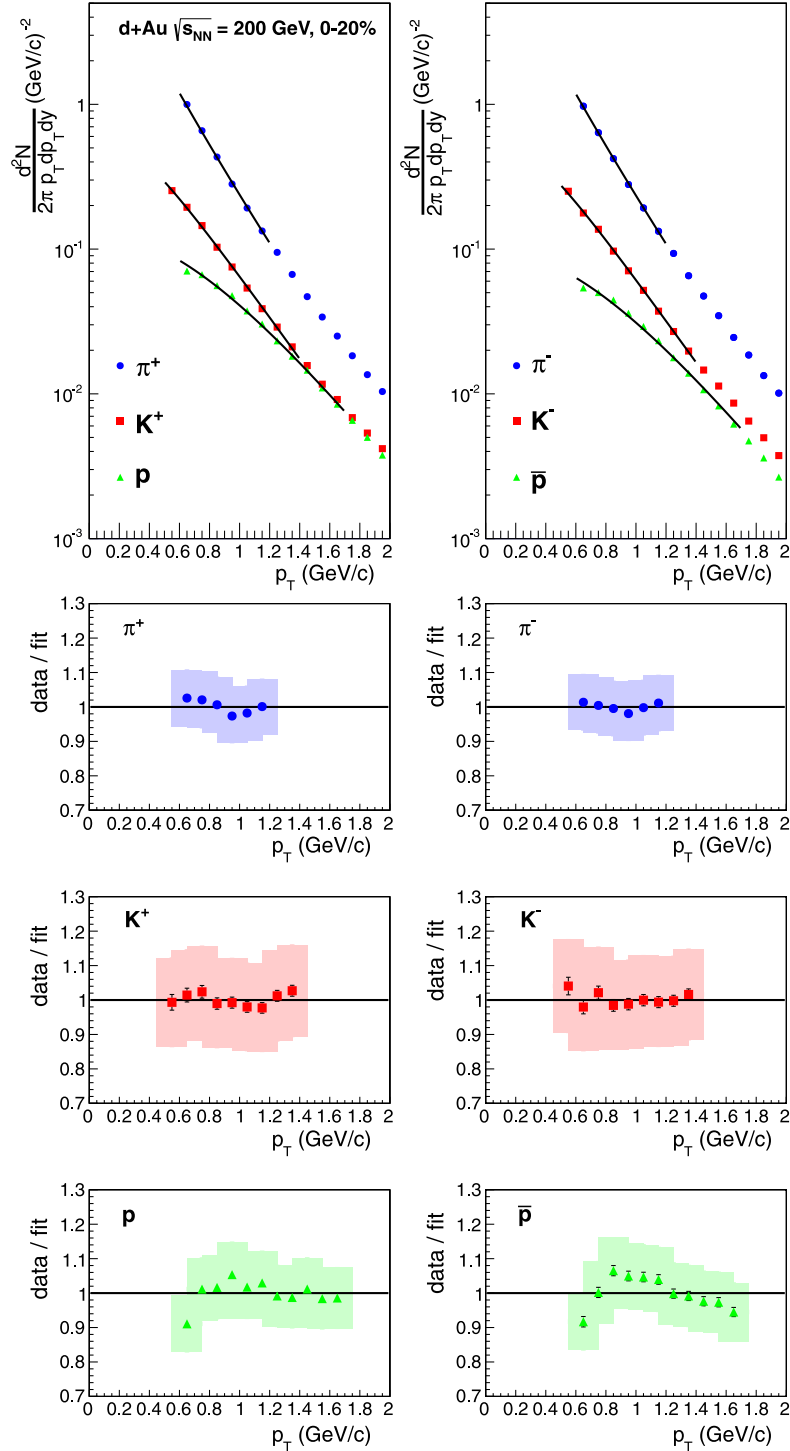 d+Au √s_NN = 200 GeV, 0-20%
d²N / 2π p_T dp_T dy (GeV/c)⁻²
1
10⁻¹
10⁻²
10⁻³
π⁺
K⁺
p
0 0.2 0.4 0.6 0.8 1 1.2 1.4 1.6 1.8 2
p_T (GeV/c)
d²N / 2π p_T dp_T dy (GeV/c)⁻²
1
10⁻¹
10⁻²
10⁻³
π⁻
K⁻
p̅
0 0.2 0.4 0.6 0.8 1 1.2 1.4 1.6 1.8 2
p_T (GeV/c)
data / fit
1.3
1.2
1.1
1
0.9
0.8
0.7
π⁺
0 0.2 0.4 0.6 0.8 1 1.2 1.4 1.6 1.8 2
p_T (GeV/c)
data / fit
1.3
1.2
1.1
1
0.9
0.8
0.7
π⁻
0 0.2 0.4 0.6 0.8 1 1.2 1.4 1.6 1.8 2
p_T (GeV/c)
data / fit
1.3
1.2
1.1
1
0.9
0.8
0.7
K⁺
0 0.2 0.4 0.6 0.8 1 1.2 1.4 1.6 1.8 2
p_T (GeV/c)
data / fit
1.3
1.2
1.1
1
0.9
0.8
0.7
K⁻
0 0.2 0.4 0.6 0.8 1 1.2 1.4 1.6 1.8 2
p_T (GeV/c)
data / fit
1.3
1.2
1.1
1
0.9
0.8
0.7
p
0 0.2 0.4 0.6 0.8 1 1.2 1.4 1.6 1.8 2
p_T (GeV/c)
data / fit
1.3
1.2
1.1
1
0.9
0.8
0.7
p̅
0 0.2 0.4 0.6 0.8 1 1.2 1.4 1.6 1.8 2
p_T (GeV/c)